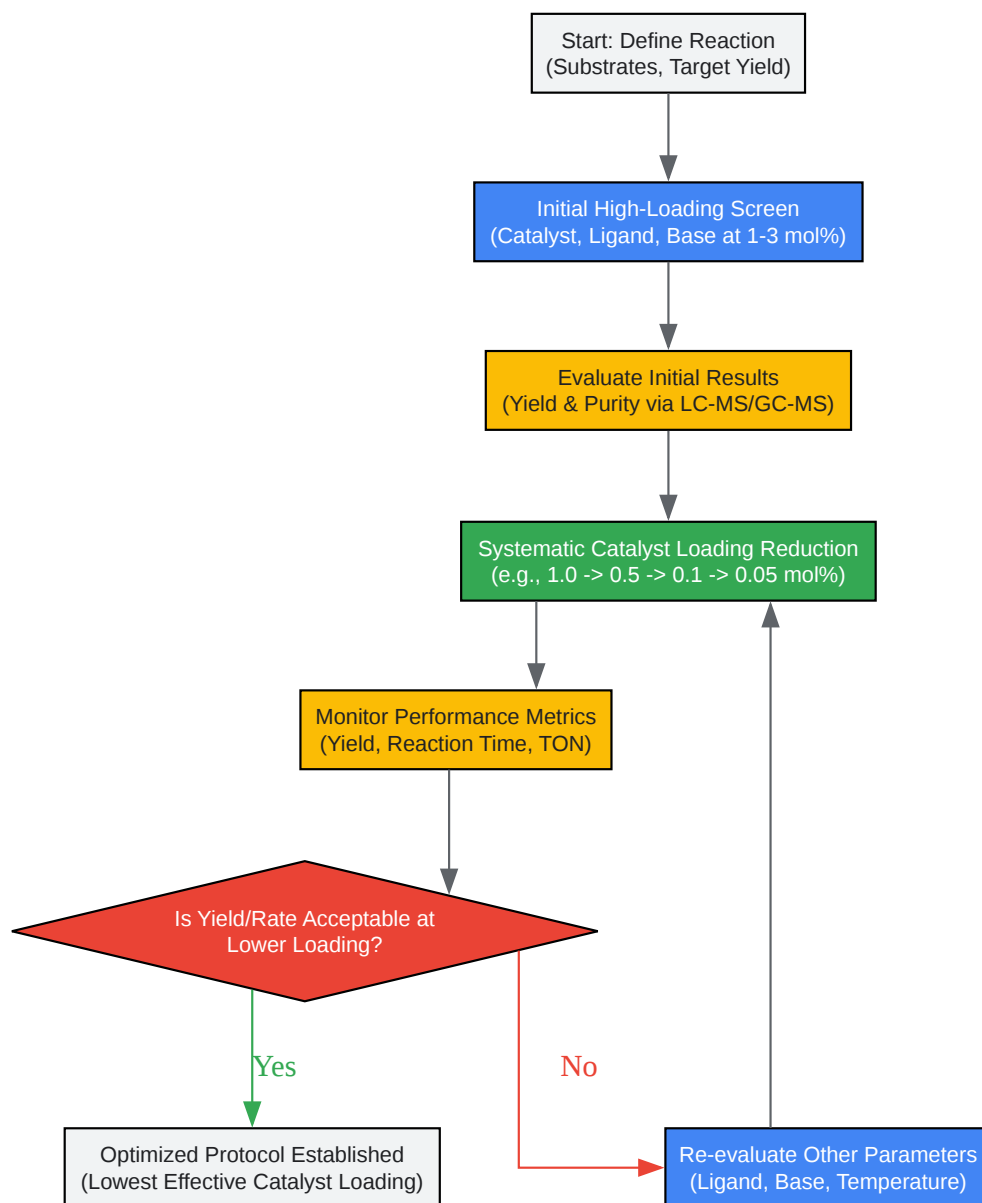 Start: Define Reaction
(Substrates, Target Yield)
Initial High-Loading Screen
(Catalyst, Ligand, Base at 1-3 mol%)
Evaluate Initial Results
(Yield & Purity via LC-MS/GC-MS)
Systematic Catalyst Loading Reduction
(e.g., 1.0 -> 0.5 -> 0.1 -> 0.05 mol%)
Monitor Performance Metrics
(Yield, Reaction Time, TON)
Is Yield/Rate Acceptable at
Lower Loading?
Yes
No
Optimized Protocol Established
(Lowest Effective Catalyst Loading)
Re-evaluate Other Parameters
(Ligand, Base, Temperature)